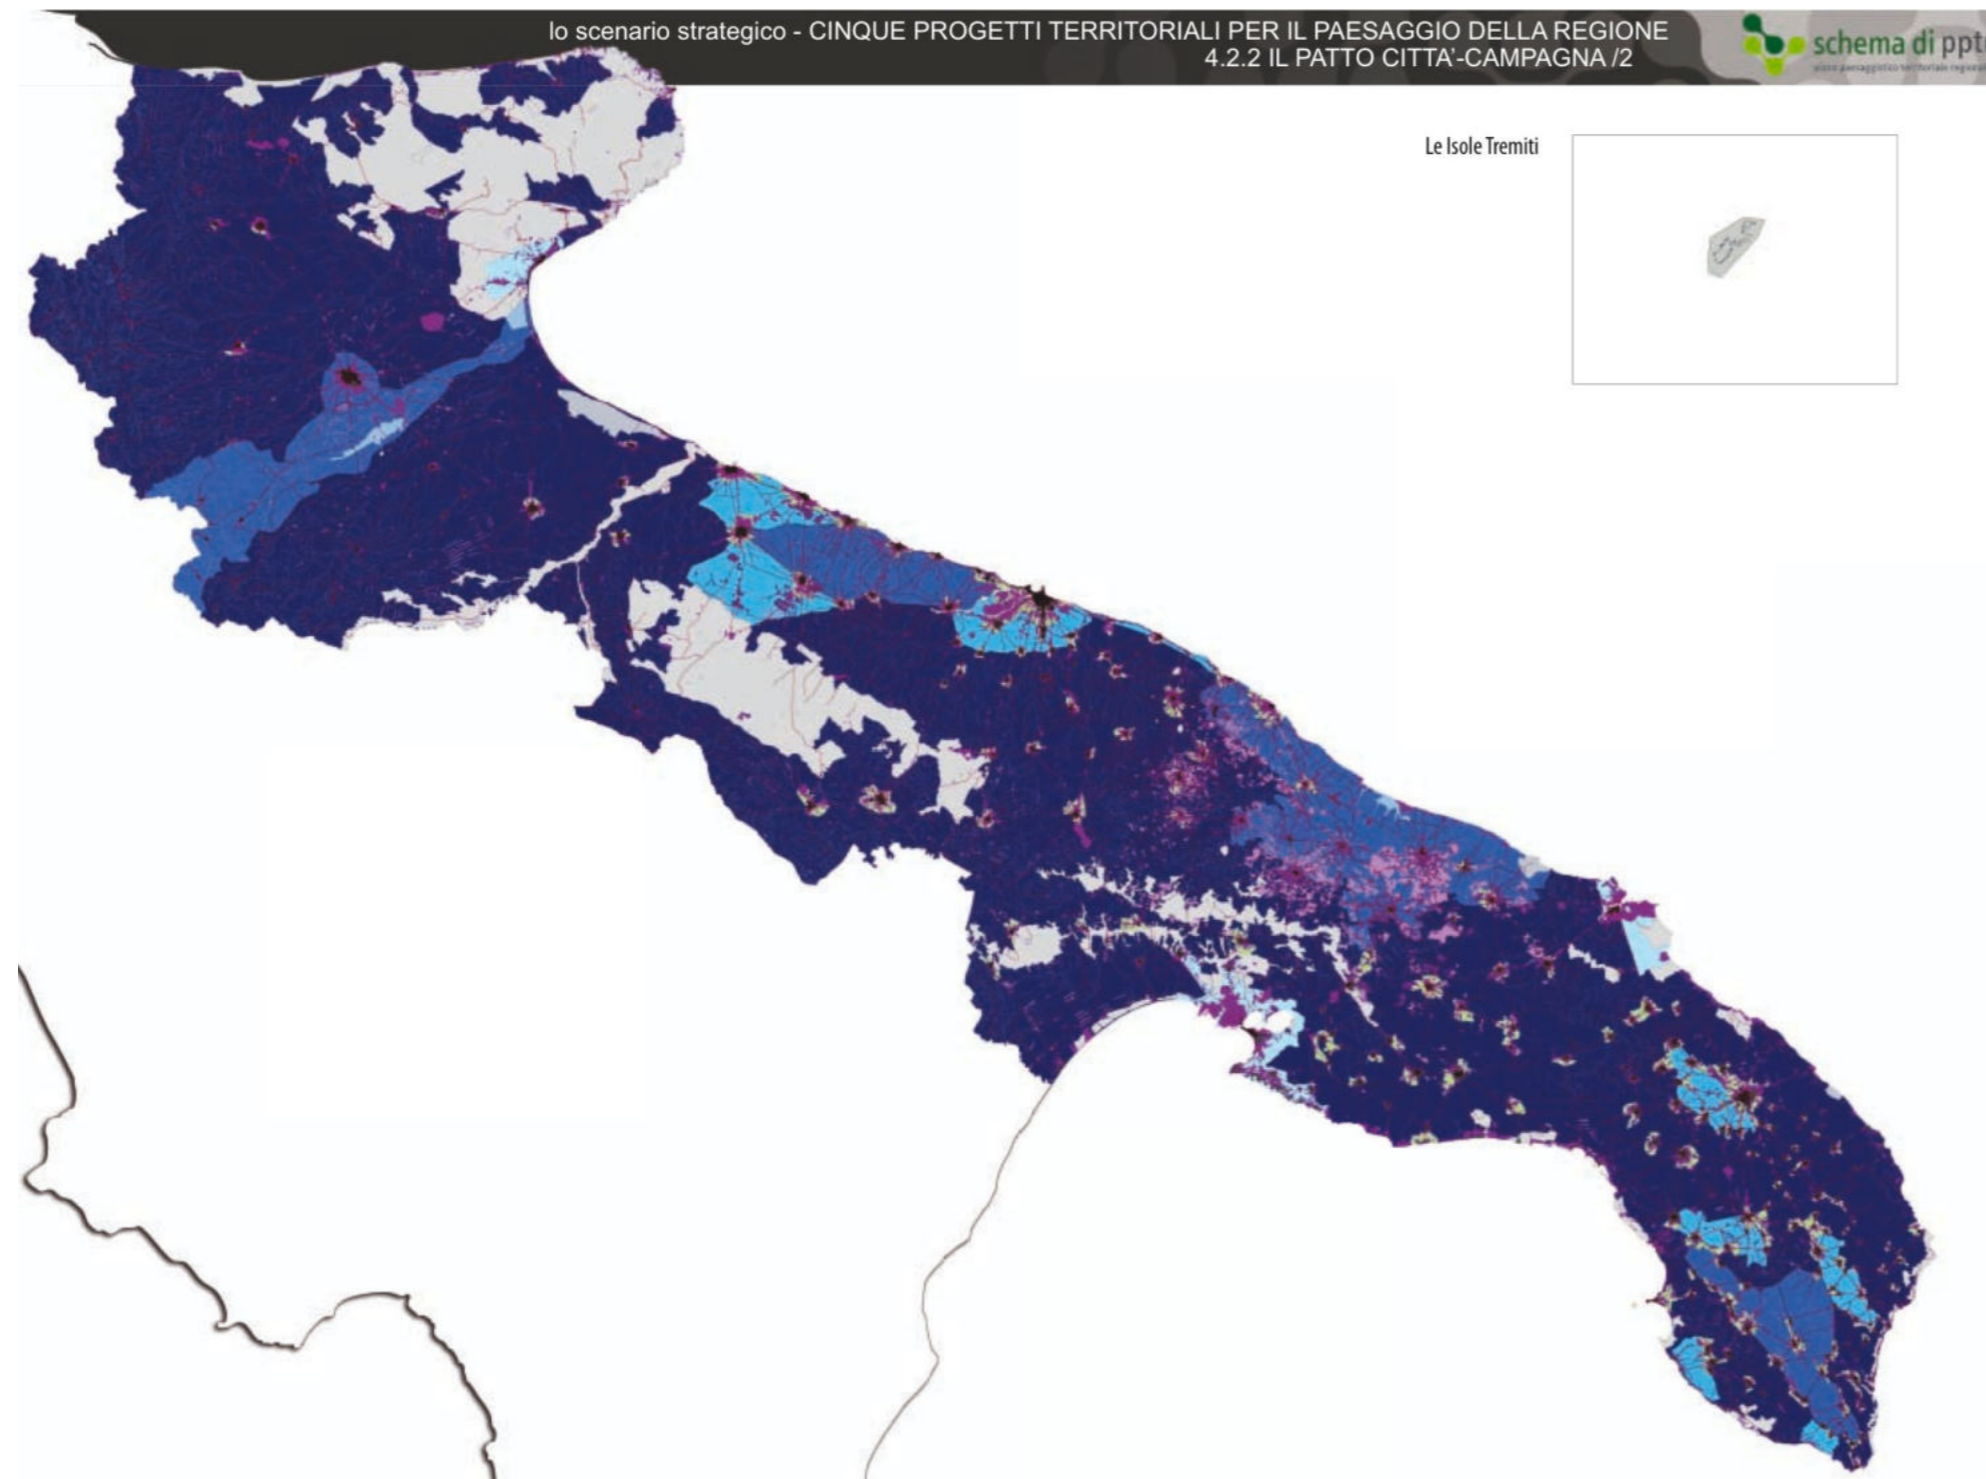 lo scenario strategico - CINQUE PROGETTI TERRITORIALI PER IL PAESAGGIO DELLA REGIONE
4.2.2 IL PATTO CITTA'-CAMPAGNA /2
schema di pptr
Le Isole Tremiti